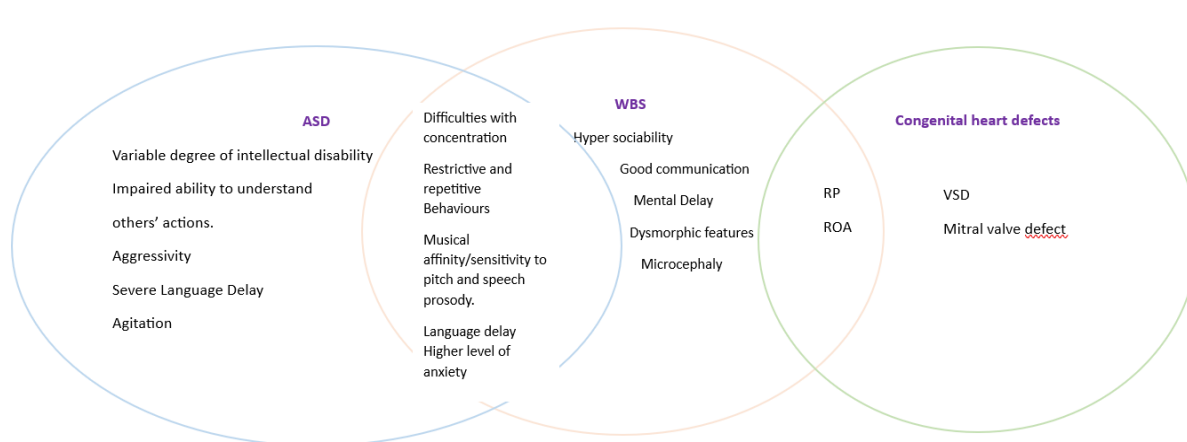 ASD
Variable degree of intellectual disability
Impaired ability to understand
others’ actions.
Aggressivity
Severe Language Delay
Agitation
Difficulties with
concentration
Restrictive and
repetitive
Behaviours
Musical
affinity/sensitivity to
pitch and speech
prosody.
Language delay
Higher level of
anxiety
WBS
Hyper sociability
Good communication
Mental Delay
Dysmorphic features
Microcephaly
RP
ROA
Congenital heart defects
VSD
Mitral valve defect